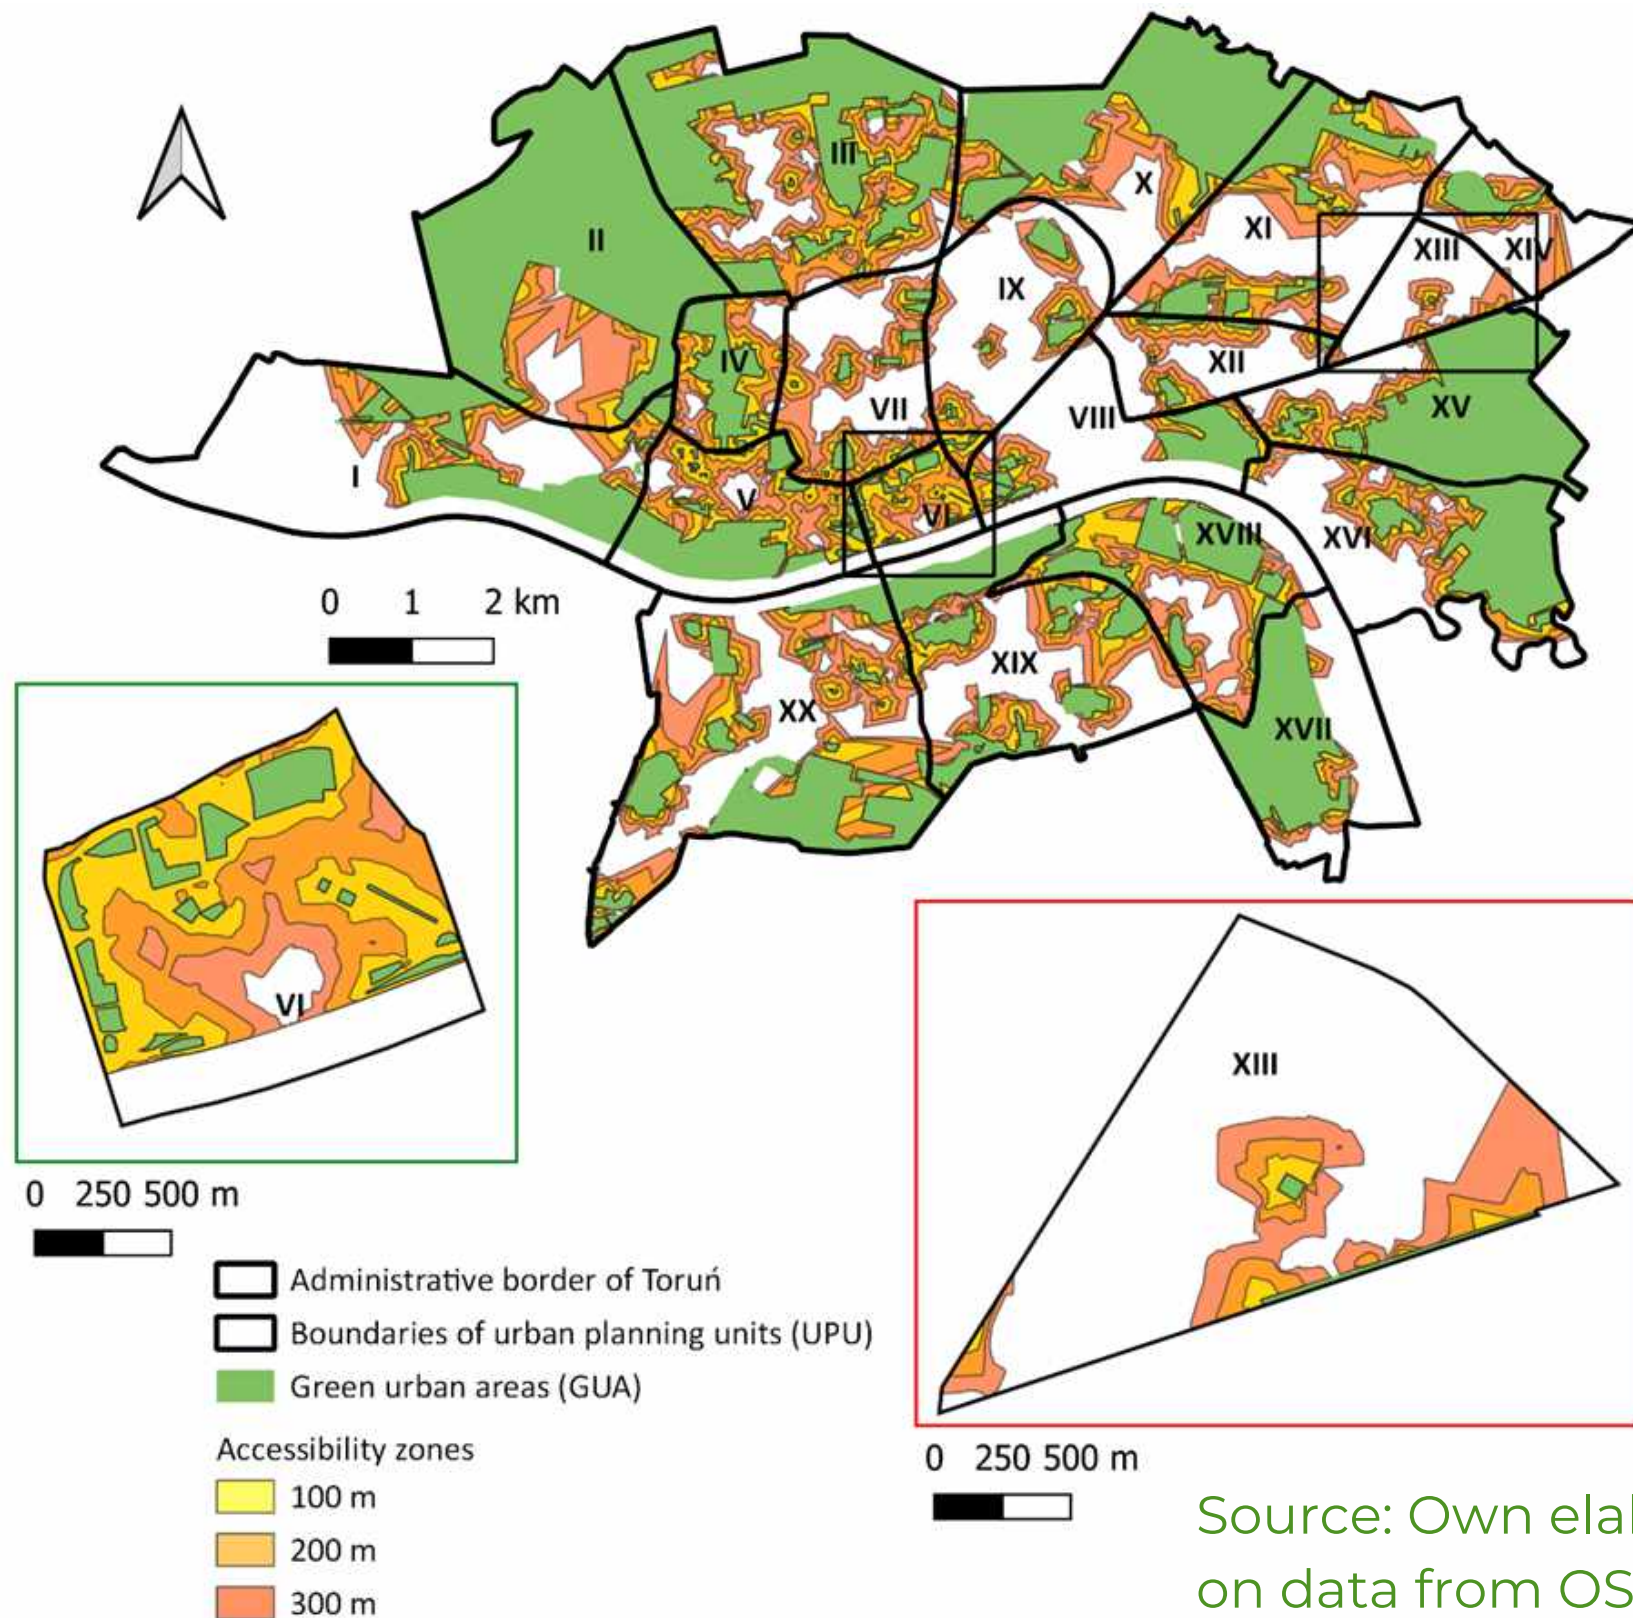 III
II
X
XI
XIII
XIV
IX
IV
XII
VII
VIII
XV
I
V
VI
XVIII
XVI
0 1 2 km
XIX
XX
XVII
VI
XIII
0 250 500 m
Administrative border of Toruń
Boundaries of urban planning units (UPU)
Green urban areas (GUA)
Accessibility zones
100 m
200 m
300 m
0 250 500 m
Source: Own
on data from